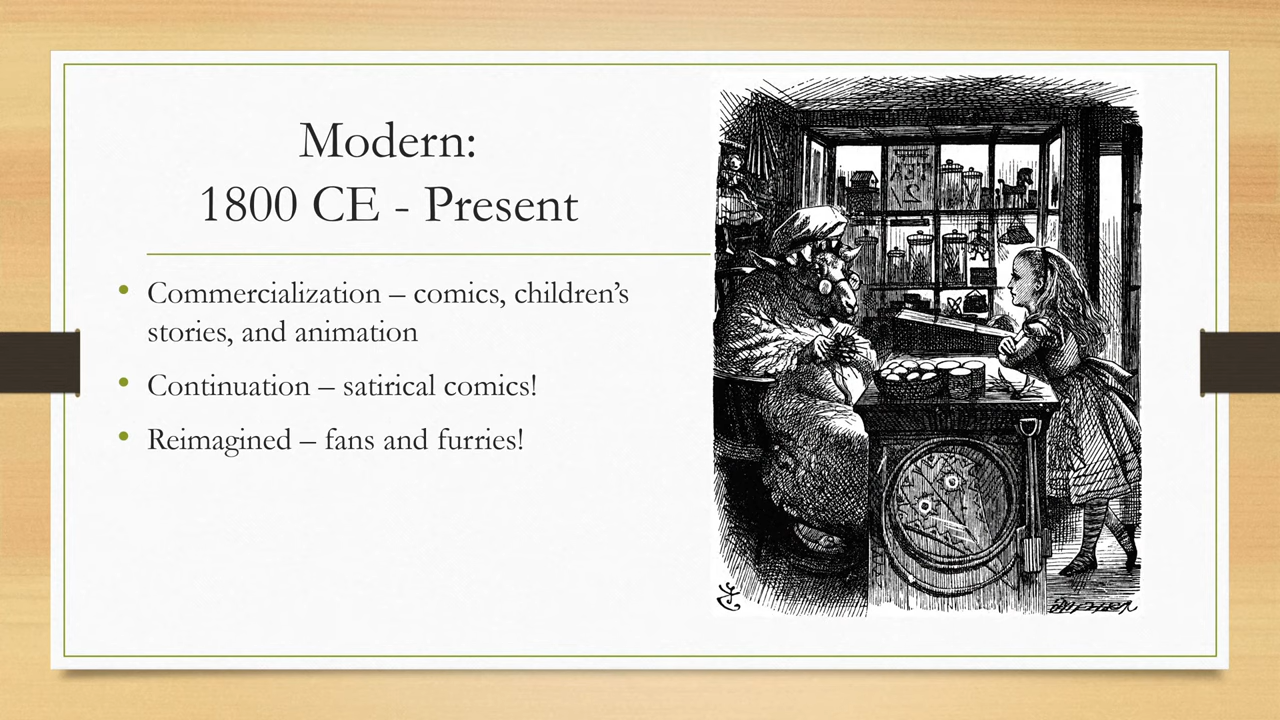 Modern:
1800 CE - Present
• Commercialization – comics, children’s
stories, and animation
• Continuation – satirical comics!
• Reimagined – fans and furries!